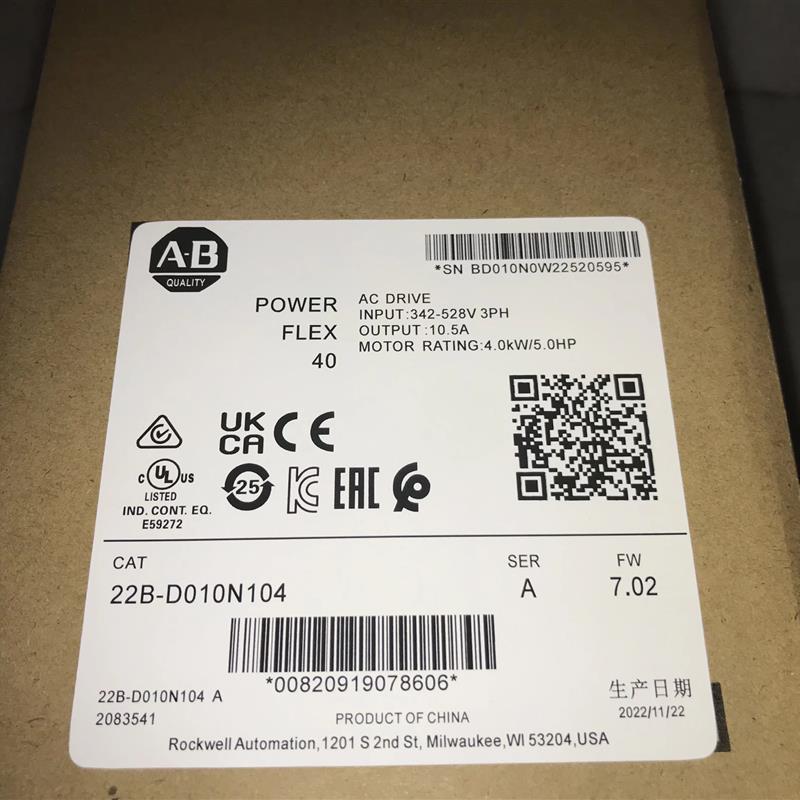 A-B
QUALITY
*SN BD010N0W22520595*
POWER
FLEX
40
AC DRIVE
INPUT:342-528V 3PH
OUTPUT:10.5A
MOTOR RATING:4.0kW/5.0HP
UK
CA
CE
C UL US
LISTED
IND. CONT. EQ.
E59272
25
KC
EAC
CAT
22B-D010N104
SER
A
FW
7.02
*00820919078606*
22B-D010N104 A
2083541
生产日期
2022/11/22
PRODUCT OF CHINA
Rockwell Automation,1201 S 2nd St, Milwaukee,WI 53204,USA